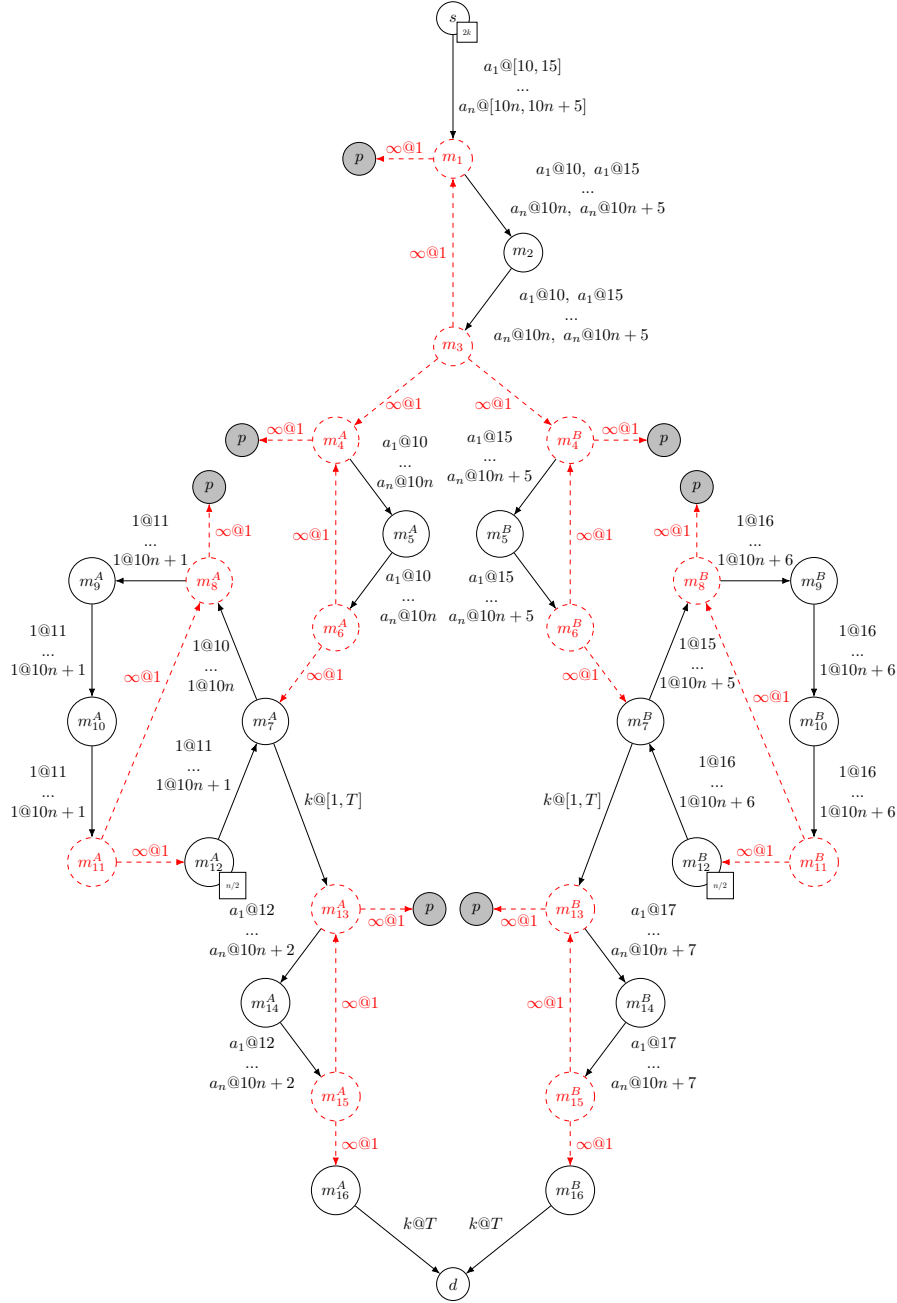 s
2k
a_1@[10, 15]
...
a_n@[10n, 10n + 5]
p
∞@1
m_1
a_1@10, a_1@15
...
a_n@10n, a_n@10n + 5
∞@1
m_2
a_1@10, a_1@15
...
a_n@10n, a_n@10n + 5
m_3
∞@1
∞@1
p
∞@1
m_4^A
a_1@10
...
a_n@10n
a_1@15
...
a_n@10n + 5
m_4^B
∞@1
p
p
∞@1
1@11
...
1@10n + 1
m_9^A
m_8^A
∞@1
m_5^A
m_5^B
∞@1
p
∞@1
1@16
...
1@10n + 6
m_8^B
m_9^B
a_1@10
...
a_n@10n
a_1@15
...
a_n@10n + 5
m_6^A
m_6^B
1@11
...
1@10n + 1
∞@1
1@10
...
1@10n
∞@1
∞@1
1@15
...
1@10n + 5
∞@1
1@16
...
1@10n + 6
m_10^A
m_7^A
m_7^B
m_10^B
1@11
...
1@10n + 1
1@11
...
1@10n + 1
k@[1, T]
k@[1, T]
1@16
...
1@10n + 6
1@16
...
1@10n + 6
m_11^A
∞@1
m_12^A
n/2
m_12^B
n/2
∞@1
m_11^B
a_1@12
...
a_n@10n + 2
m_13^A
∞@1
p
p
∞@1
m_13^B
a_1@17
...
a_n@10n + 7
m_14^A
∞@1
∞@1
m_14^B
a_1@12
...
a_n@10n + 2
a_1@17
...
a_n@10n + 7
m_15^A
m_15^B
∞@1
∞@1
m_16^A
m_16^B
k@T
k@T
d